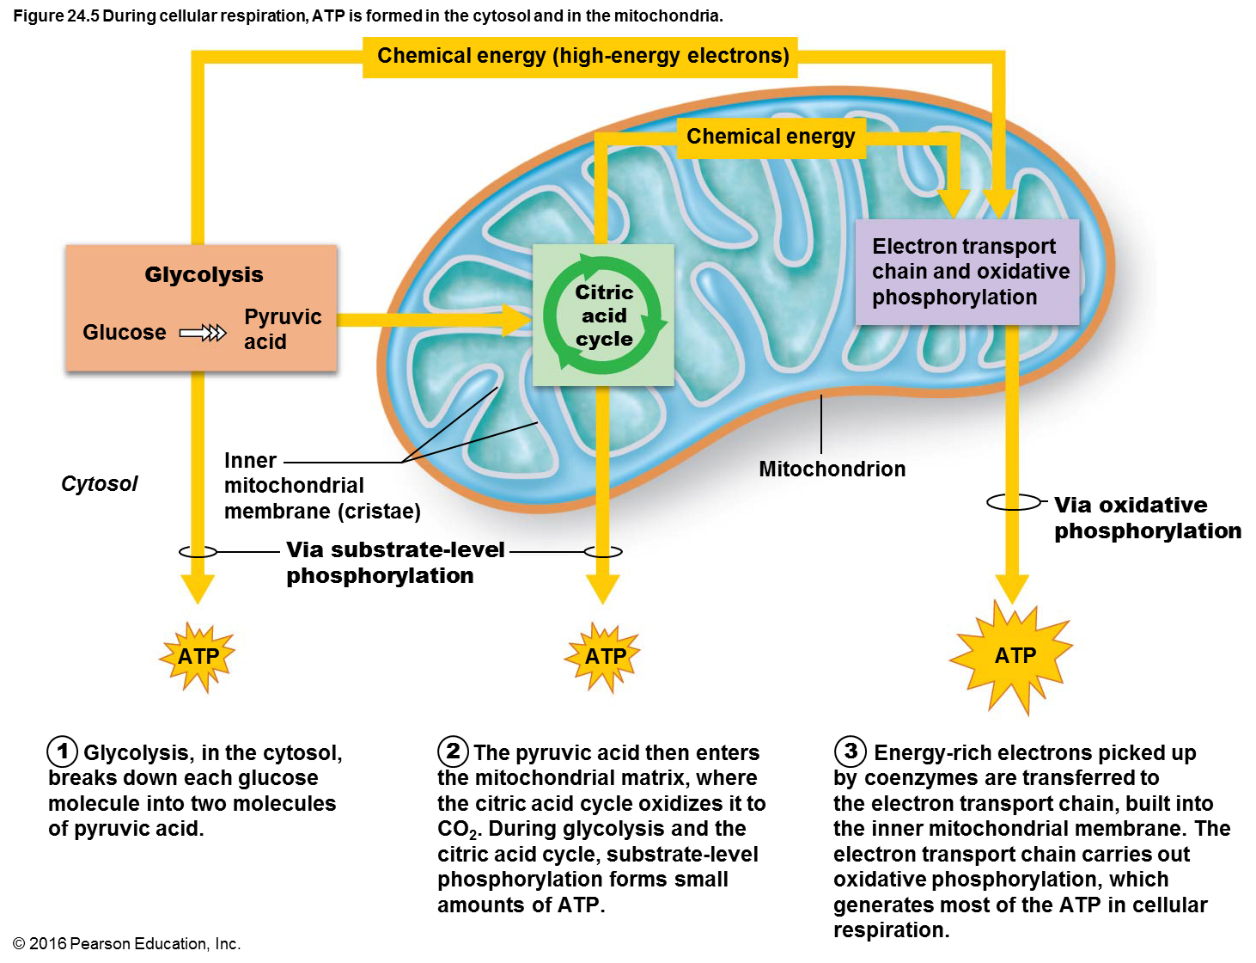 Figure 24.5 During cellular respiration, ATP is formed in the cytosol and in the mitochondria.
Chemical energy (high-energy electrons)
Chemical energy
Glycolysis
Glucose
Pyruvic
acid
Citric
acid
cycle
Electron transport
chain and oxidative
phosphorylation
Inner
mitochondrial
membrane (cristae)
Mitochondrion
Cytosol
Via substrate-level
phosphorylation
Via oxidative
phosphorylation
ATP
ATP
ATP
1 Glycolysis, in the cytosol,
breaks down each glucose
molecule into two molecules
of pyruvic acid.
2 The pyruvic acid then enters
the mitochondrial matrix, where
the citric acid cycle oxidizes it to
CO₂. During glycolysis and the
citric acid cycle, substrate-level
phosphorylation forms small
amounts of ATP.
3 Energy-rich electrons picked up
by coenzymes are transferred to
the electron transport chain, built into
the inner mitochondrial membrane. The
electron transport chain carries out
oxidative phosphorylation, which
generates most of the ATP in cellular
respiration.
© 2016 Pearson Education, Inc.